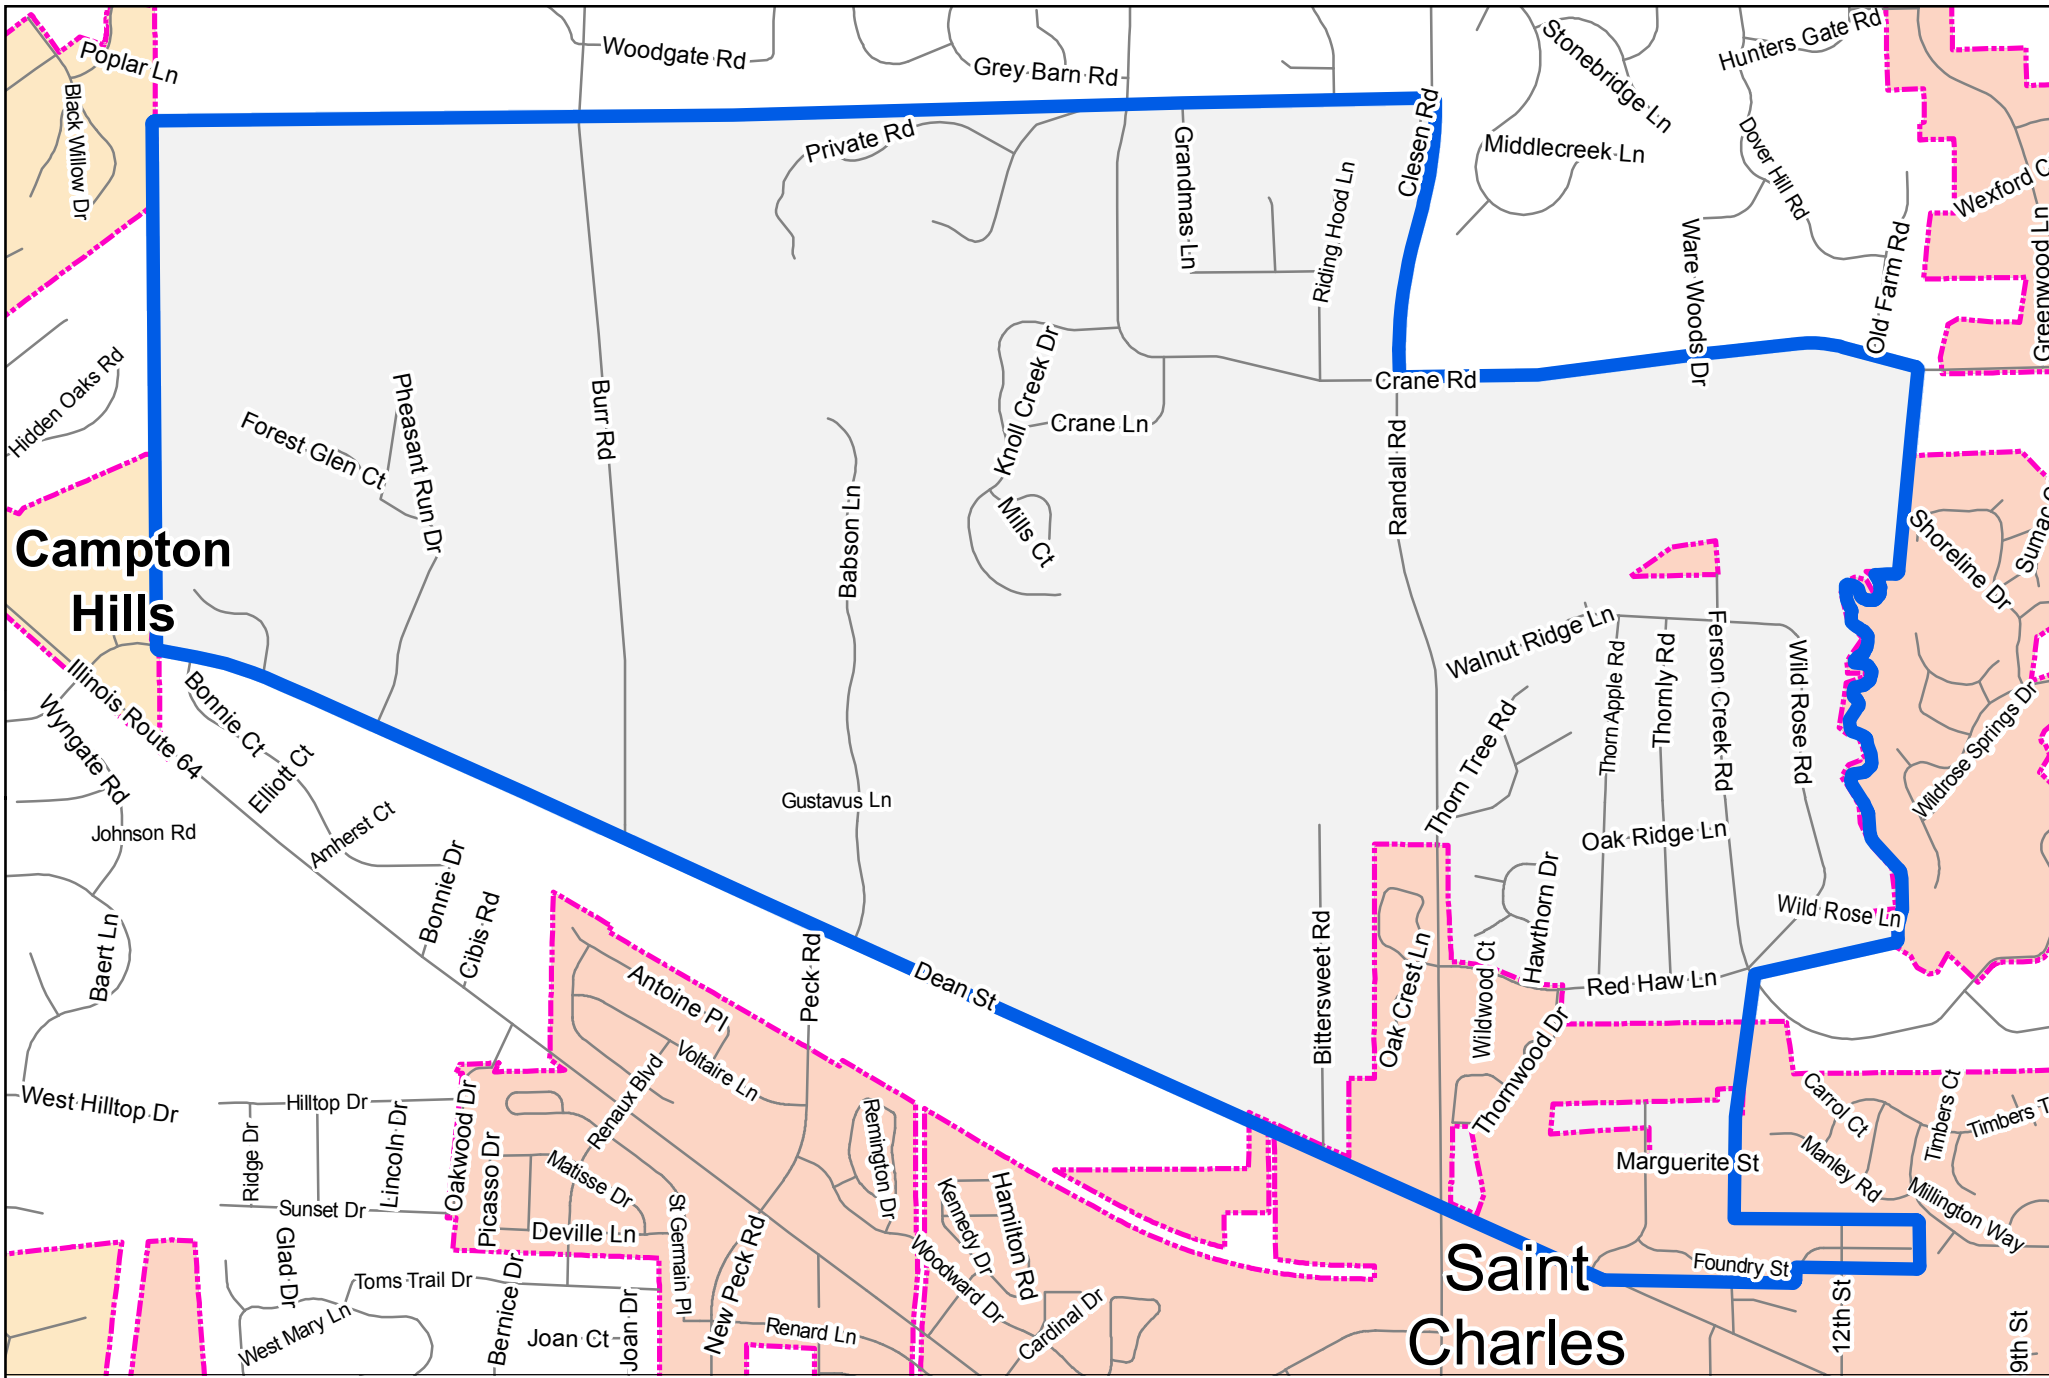 Poplar Ln
Woodgate Rd
Grey Barn Rd
Stonebridge Ln
Hunters Gate Rd
Black Willow Dr
Private Rd
Grandmas Ln
Clesen Rd
Middlecreek Ln
Dover Hill Rd
Wexford C
Greenwood Ln
Riding Hood Ln
Ware Woods Dr
Old Farm Rd
Hidden Oaks Rd
Forest Glen Ct
Pheasant Run Dr
Burr Rd
Knoll Creek Dr
Crane Ln
Crane Rd
Randall Rd
Mills Ct
Babson Ln
Shoreline Dr
Sumac C
Campton
Hills
Walnut Ridge Ln
Thorn Apple Rd
Thornly Rd
Ferson Creek Rd
Wild Rose Rd
Wildrose Springs Dr
Illinois Route 64
Wyngate Rd
Bonnie Ct
Elliott Ct
Amherst Ct
Johnson Rd
Gustavus Ln
Thorn Tree Rd
Oak Ridge Ln
Hawthorn Dr
Wild Rose Ln
Bonnie Dr
Cibis Rd
Baert Ln
Antoine Pl
Peck Rd
Dean St
Bittersweet Rd
Oak Crest Ln
Wildwood Ct
Red Haw Ln
Thornwood Dr
Voltaire Ln
Renaux Blvd
West Hilltop Dr
Hilltop Dr
Ridge Dr
Lincoln Dr
Oakwood Dr
Picasso Dr
Matisse Dr
Remington Dr
Carrol Ct
Timbers Ct
Timbers T
Manley Rd
Marguerite St
Millington Way
Sunset Dr
Glad Dr
Deville Ln
St Germain Pl
New Peck Rd
Kennedy Dr
Hamilton Rd
Woodward Dr
Cardinal Dr
Foundry St
Saint
Charles
Toms Trail Dr
West Mary Ln
Bernice Dr
Joan Ct
Joan Dr
Renard Ln
12th St
9th St